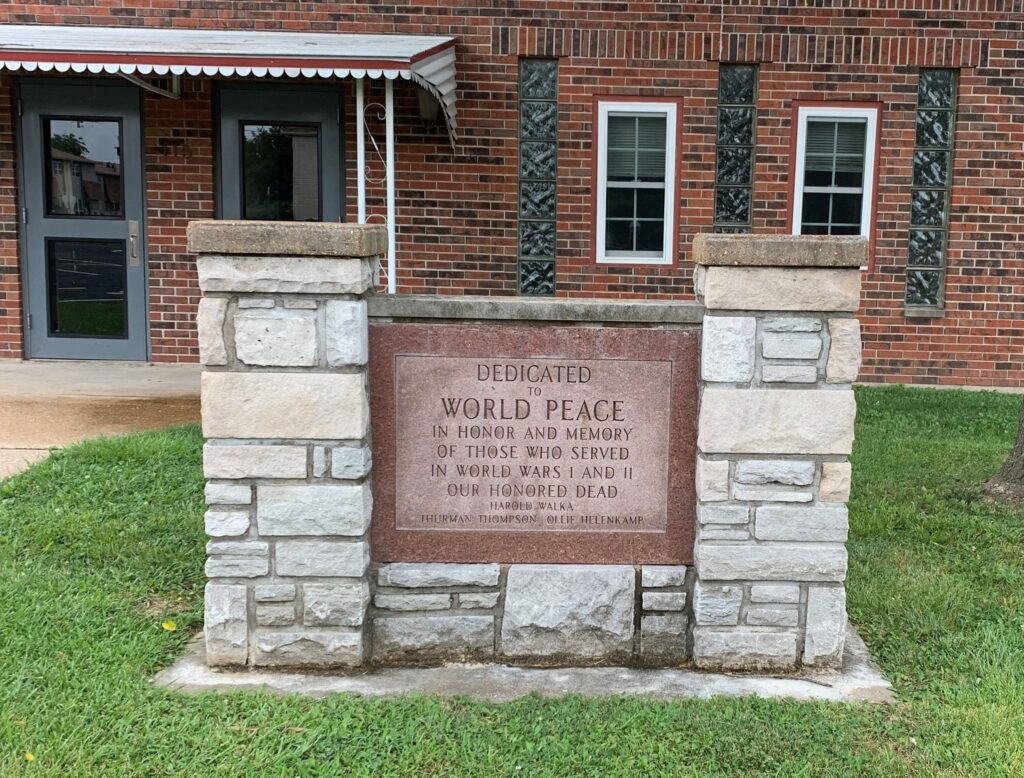 DEDICATED
TO
WORLD PEACE
IN HONOR AND MEMORY
OF THOSE WHO SERVED
IN WORLD WARS I AND II
OUR HONORED DEAD
HAROLD WALKA
THURMAN THOMPSON OLLIE HELENKAMP